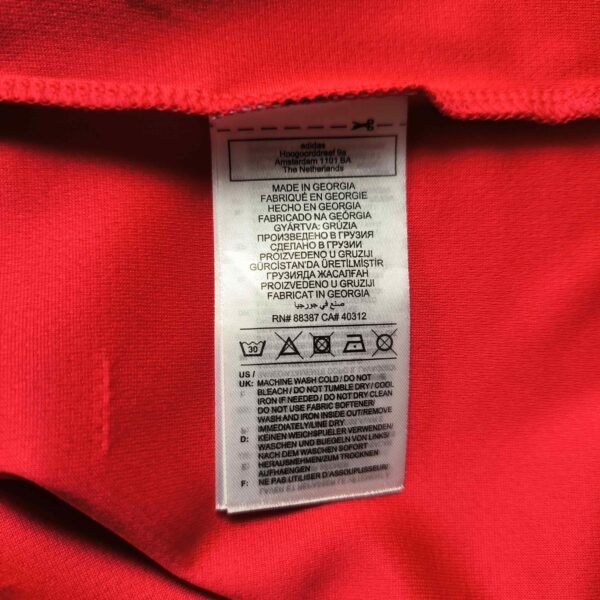 adidas
Hoogoorddreef 9a
Amsterdam 1101 BA
The Netherlands
MADE IN GEORGIA
FABRIQUÉ EN GEORGIE
HECHO EN GEORGIA
FABRICADO NA GEÓRGIA
GYÁRTVA: GRÚZIA
ПРОИЗВЕДЕНО В ГРУЗИЯ
СДЕЛАНО В ГРУЗИИ
PROIZVEDENO U GRUZIJI
GÜRCİSTAN'DA ÜRETİLMİŞTİR
ГРУЗИЯДА ЖАСАЛҒАН
PROIZVEDENO U GRUZIJI
FABRICAT IN GEORGIA
صنع في جورجيا
RN# 88387 CA# 40312
30
US /
UK: MACHINE WASH COLD / DO NOT
BLEACH / DO NOT TUMBLE DRY / COOL
IRON IF NEEDED / DO NOT DRY CLEAN
DO NOT USE FABRIC SOFTENER/
WASH AND IRON INSIDE OUT/REMOVE
IMMEDIATELY/LINE DRY
D: KEINEN WEICHSPUELER VERWENDEN/
WASCHEN UND BUEGELN VON LINKS/
NACH DEM WASCHEN SOFORT
HERAUSNEHMEN/ZUM TROCKNEN
AUFHAENGEN
F: NE PAS UTILISER D'ASSOUPLISSEUR/